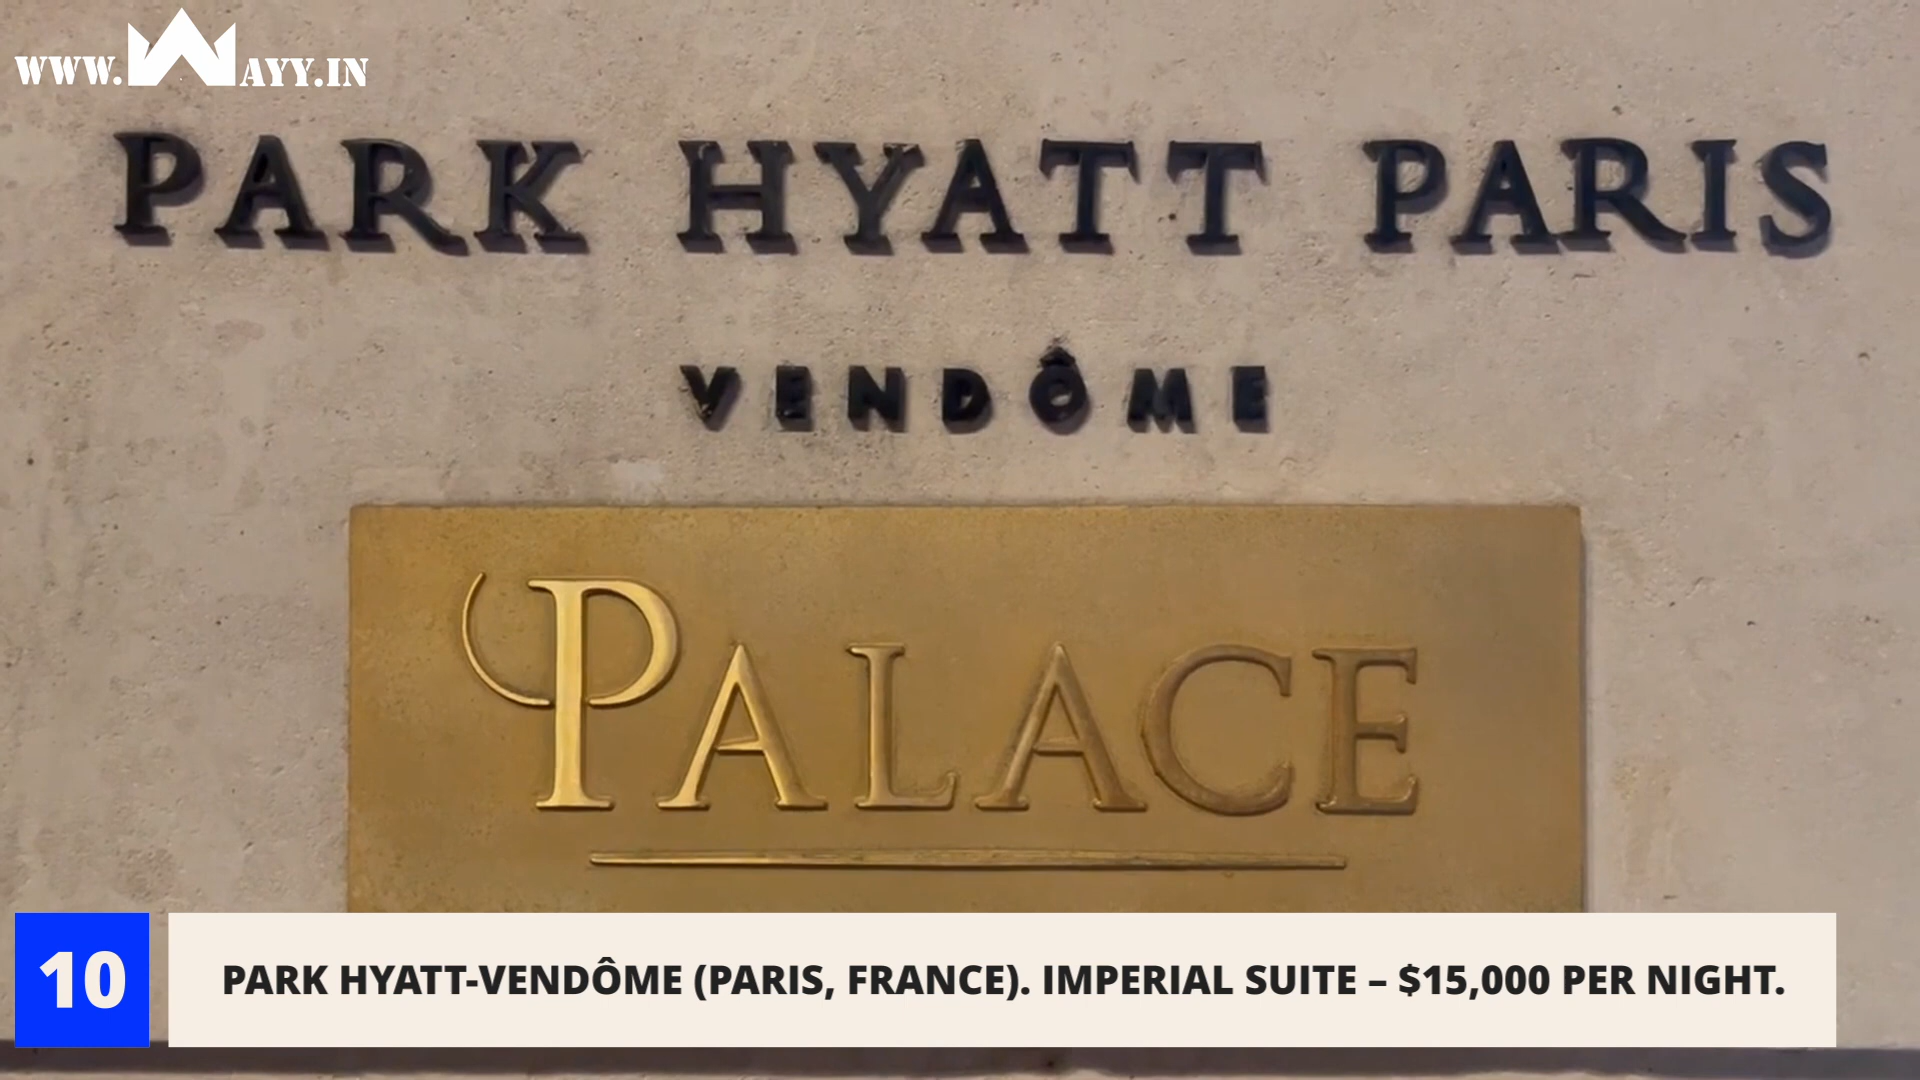 WWW.WAYY.IN
PARK HYATT PARIS
VENDÔME
PALACE
10
PARK HYATT-VENDÔME (PARIS, FRANCE). IMPERIAL SUITE – $15,000 PER NIGHT.